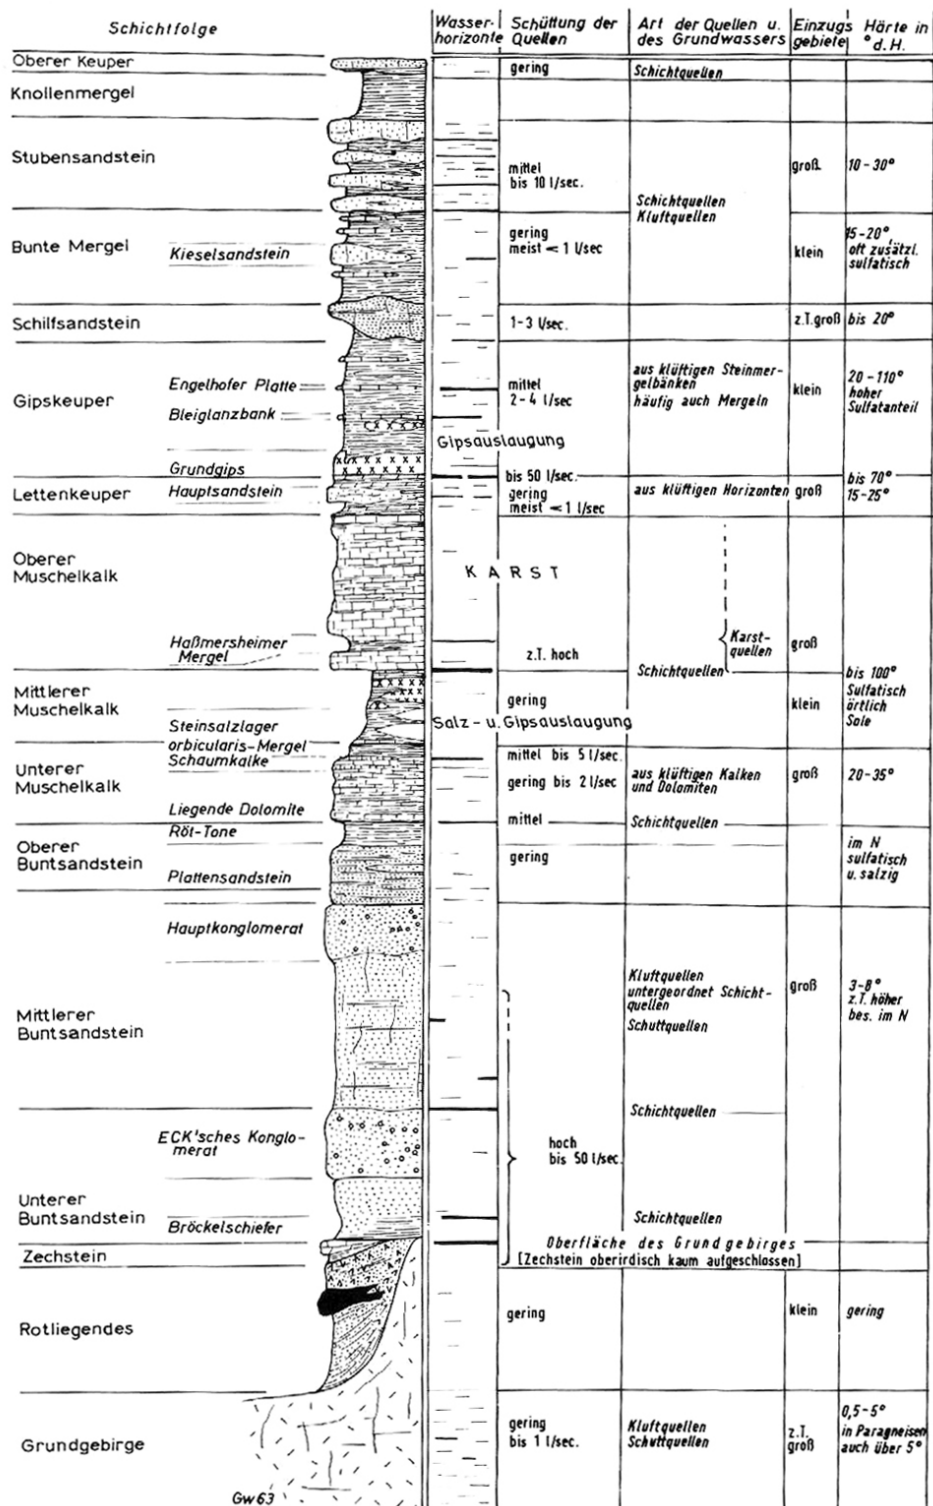 Schichtfolge
Wasser-
horizonte
Schüttung der
Quellen
Art der Quellen u.
des Grundwassers
Einzugs
gebiete
Härte in
° d. H.
Oberer Keuper
gering
Schichtquellen
Knollenmergel
Stubensandstein
mittel
bis 10 l/sec.
groß
10-30°
Schichtquellen
Kluftquellen
Bunte Mergel
Kieselsandstein
gering
meist < 1 l/sec
klein
15-20°
oft zusätzl.
sulfatisch
Schilfsandstein
1-3 l/sec.
z.T. groß
bis 20°
Gipskeuper
Engelhofer Platte
Bleiglanzbank
mittel
2-4 l/sec
aus klüftigen Steinmer-
gelbänken
häufig auch Mergeln
klein
20-110°
hoher
Sulfatanteil
Gipsauslaugung
Grundgips
bis 50 l/sec.
bis 70°
Lettenkeuper
Hauptsandstein
gering
meist < 1 l/sec
aus klüftigen Horizonten
groß
15-25°
Oberer
Muschelkalk
KARST
Haßmersheimer
Mergel
z.T. hoch
Karst-
quellen
groß
Schichtquellen
Mittlerer
Muschelkalk
gering
klein
bis 100°
Sulfatisch
örtlich
Sole
Salz- u. Gipsauslaugung
Steinsalzlager
orbicularis-Mergel
Schaumkalke
mittel bis 5 l/sec.
Unterer
Muschelkalk
gering bis 2 l/sec
aus klüftigen Kalken
und Dolomiten
groß
20-35°
Liegende Dolomite
mittel
Schichtquellen
Röt-Tone
Oberer
Buntsandstein
gering
im N
sulfatisch
u. salzig
Plattensandstein
Hauptkonglomerat
Mittlerer
Buntsandstein
Kluftquellen
untergeordnet Schicht-
quellen
Schuttquellen
groß
3-8°
z.T. höher
bes. im N
Schichtquellen
ECK'sches Konglo-
merat
hoch
bis 50 l/sec.
Unterer
Buntsandstein
Bröckelschiefer
Schichtquellen
Zechstein
Oberfläche des Grundgebirges
[Zechstein oberirdisch kaum aufgeschlossen]
Rotliegendes
gering
klein
gering
Grundgebirge
gering
bis 1 l/sec.
Kluftquellen
Schuttquellen
z.T.
groß
0,5-5°
in Paragneisen
auch über 5°
Gw 63